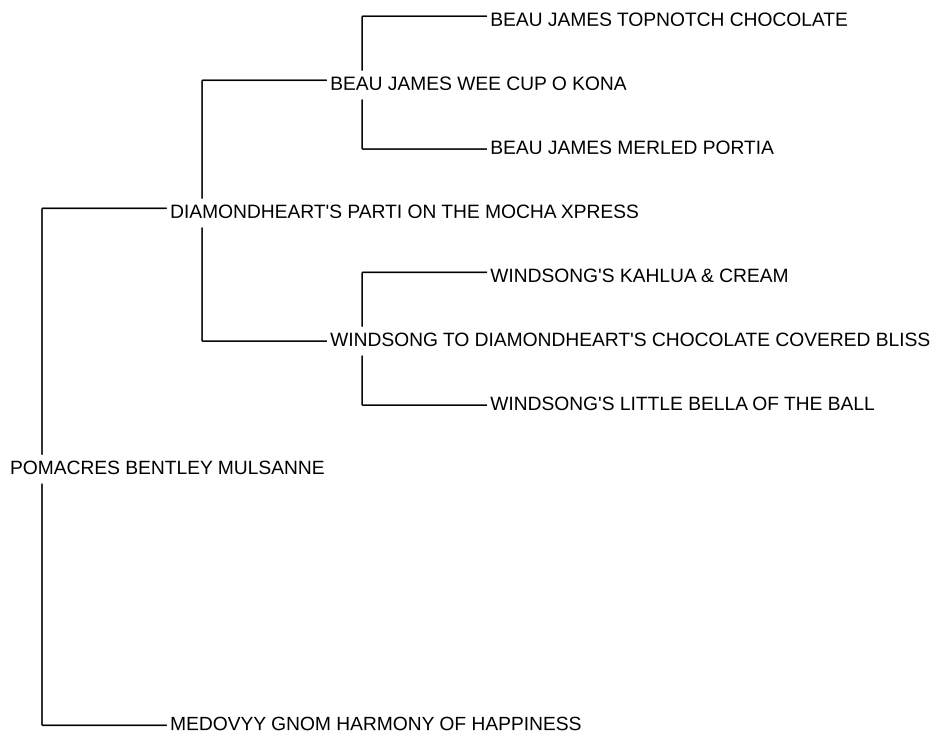 BEAU JAMES TOPNOTCH CHOCOLATE
BEAU JAMES WEE CUP O KONA
BEAU JAMES MERLED PORTIA
DIAMONDHEART'S PARTI ON THE MOCHA XPRESS
WINDSONG'S KAHLUA & CREAM
WINDSONG TO DIAMONDHEART'S CHOCOLATE COVERED BLISS
WINDSONG'S LITTLE BELLA OF THE BALL
POMACRES BENTLEY MULSANNE
MEDOVYY GNOM HARMONY OF HAPPINESS